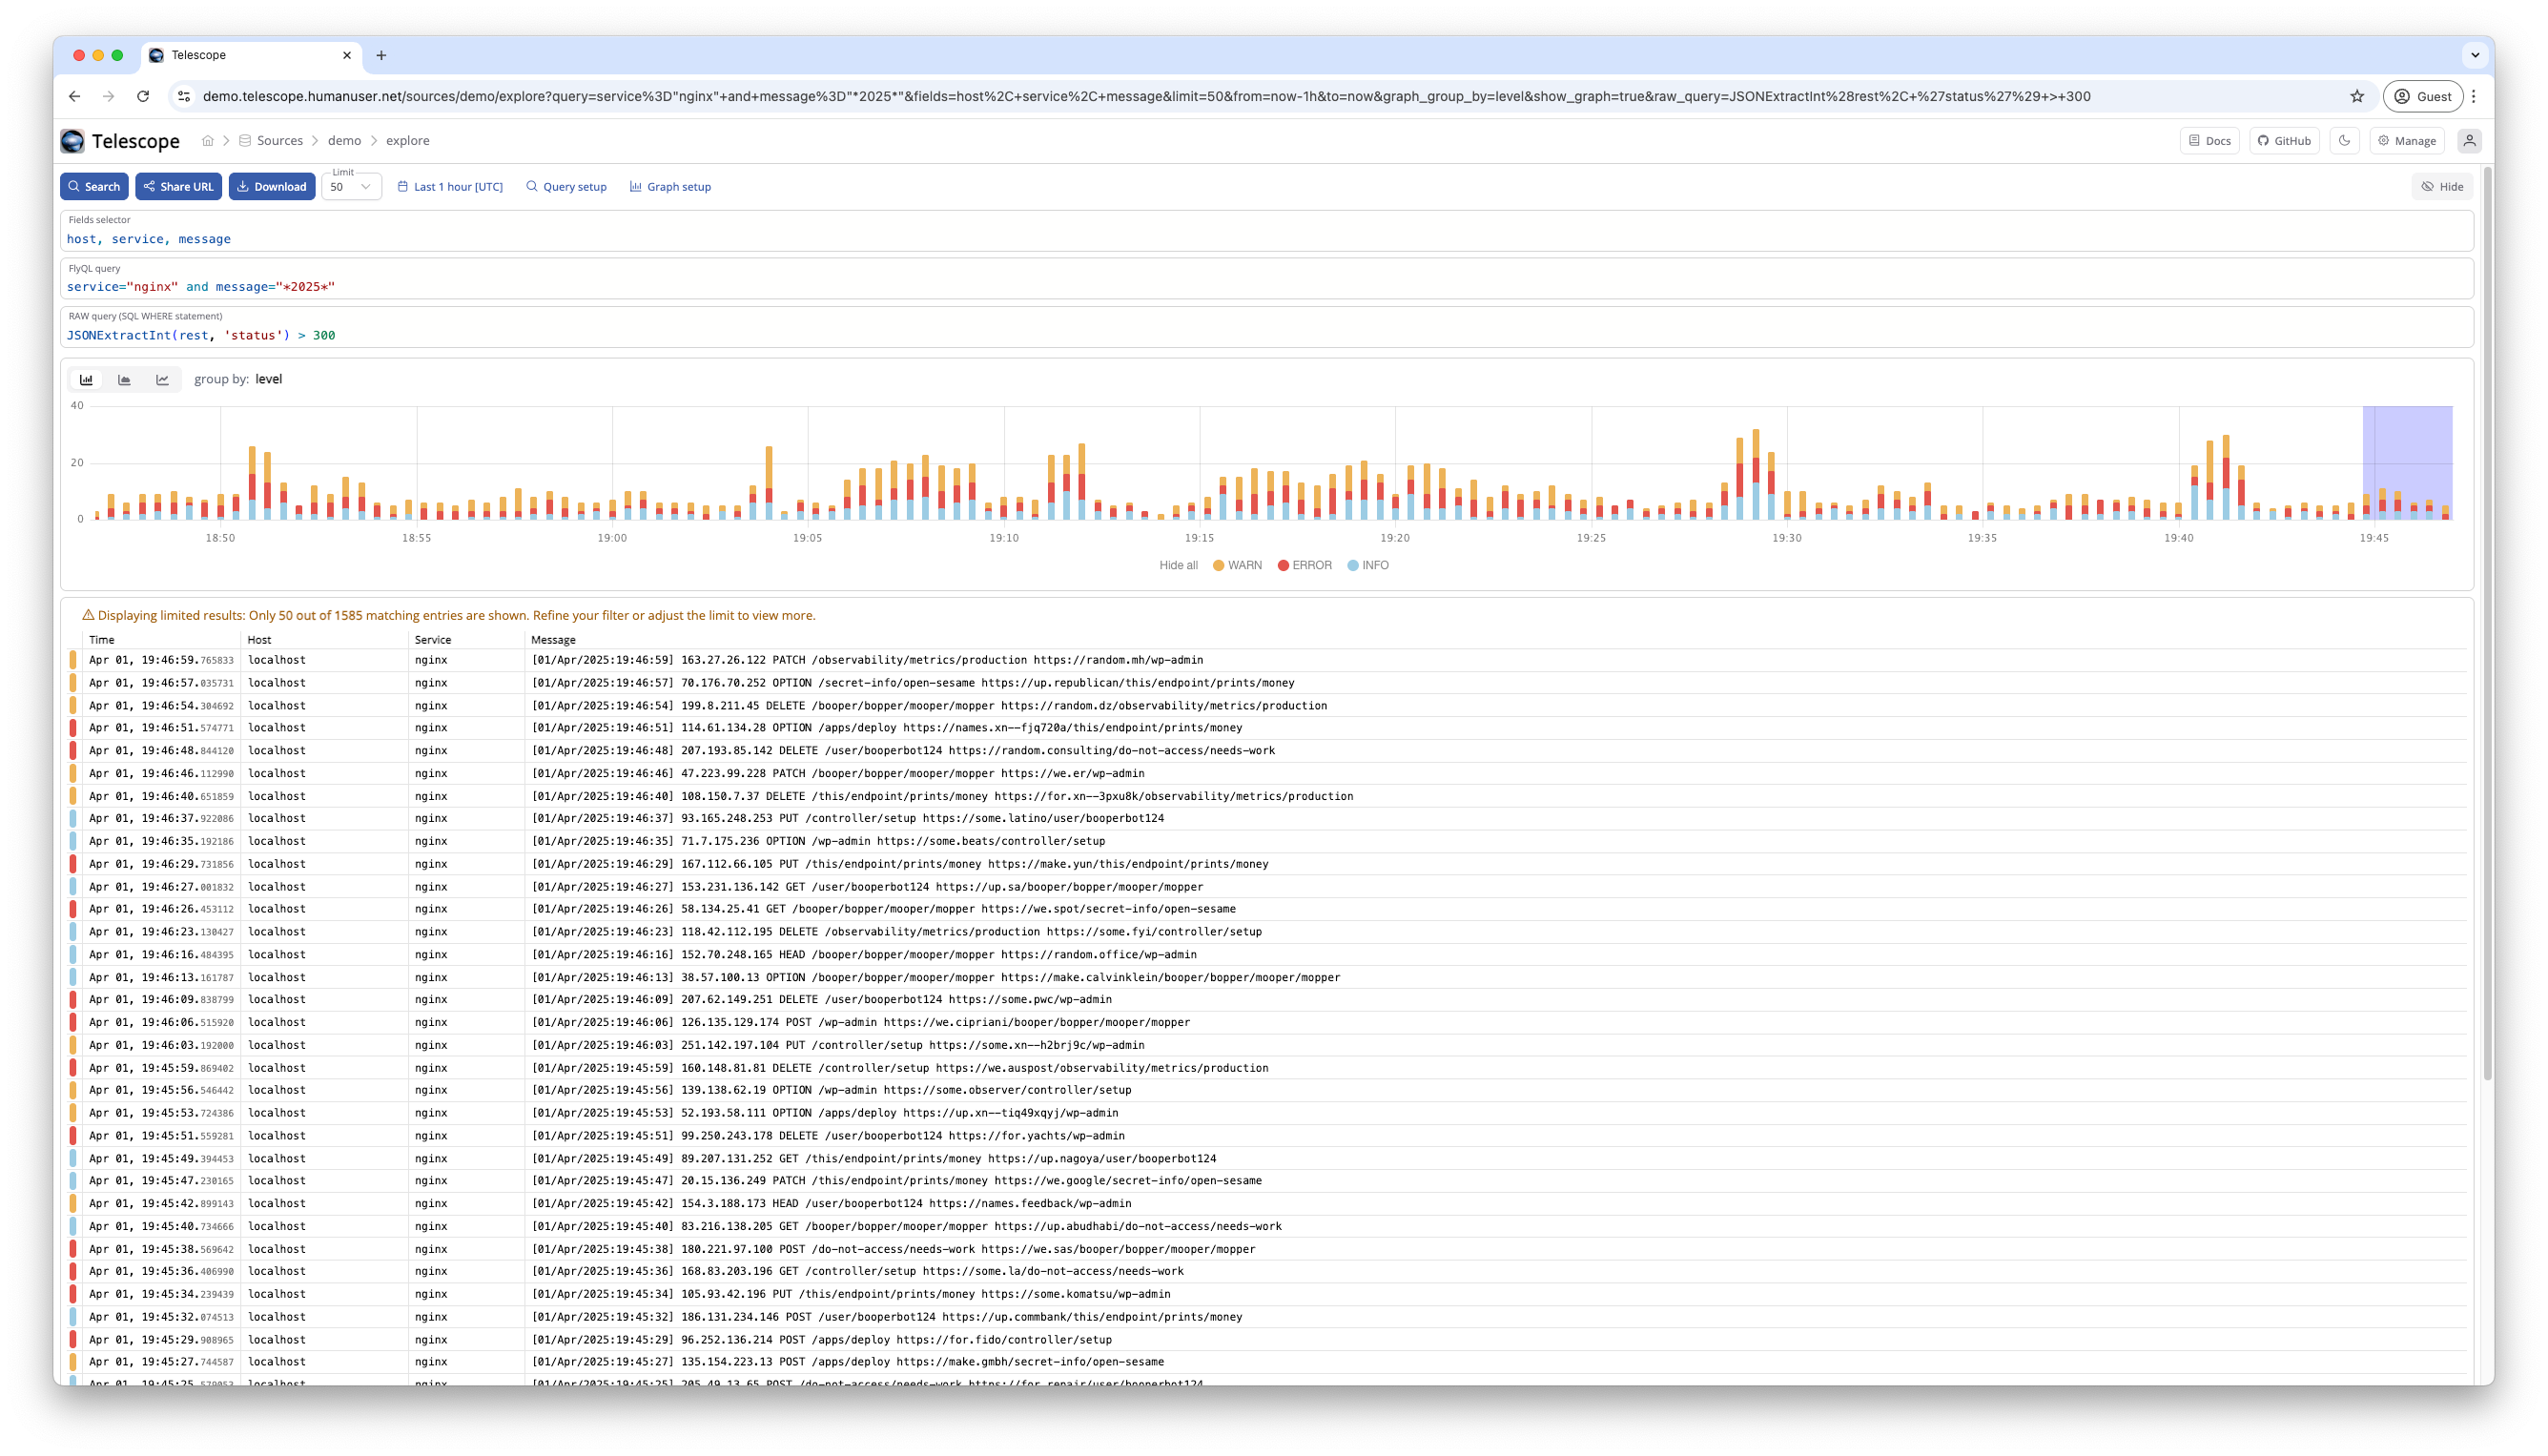 Telescope
demo.telescope.humanuser.net/sources/demo/explore?query=service%3D"nginx"+and+message%3D"*2025*"&fields=host%2C+service%2C+message&limit=50&from=now-1h&to=now&graph_group_by=level&show_graph=true&raw_query=JSONExtractInt%28rest%2C+%27status%27%29+>+300
Guest
Telescope Sources demo explore Docs GitHub Manage
Search Share URL Download Limit 50 Last 1 hour [UTC] Query setup Graph setup Hide
Fields selector
host, service, message
FlyQL query
service="nginx" and message="*2025*"
RAW query (SQL WHERE statement)
JSONExtractInt(rest, 'status') > 300
group by: level
40
20
0
18:50 18:55 19:00 19:05 19:10 19:15 19:20 19:25 19:30 19:35 19:40 19:45
Hide all WARN ERROR INFO
Displaying limited results: Only 50 out of 1585 matching entries are shown. Refine your filter or adjust the limit to view more.
Time Host Service Message
Apr 01, 19:46:59.765833 localhost nginx [01/Apr/2025:19:46:59] 163.27.26.122 PATCH /observability/metrics/production https://random.mh/wp-admin
Apr 01, 19:46:57.035731 localhost nginx [01/Apr/2025:19:46:57] 70.176.70.252 OPTION /secret-info/open-sesame https://up.republican/this/endpoint/prints/money
Apr 01, 19:46:54.304692 localhost nginx [01/Apr/2025:19:46:54] 199.8.211.45 DELETE /booper/bopper/mooper/mopper https://random.dz/observability/metrics/production
Apr 01, 19:46:51.574771 localhost nginx [01/Apr/2025:19:46:51] 114.61.134.28 OPTION /apps/deploy https://names.xn--fjq720a/this/endpoint/prints/money
Apr 01, 19:46:48.844120 localhost nginx [01/Apr/2025:19:46:48] 207.193.85.142 DELETE /user/booperbot124 https://random.consulting/do-not-access/needs-work
Apr 01, 19:46:46.112990 localhost nginx [01/Apr/2025:19:46:46] 47.223.99.228 PATCH /booper/bopper/mooper/mopper https://we.er/wp-admin
Apr 01, 19:46:40.651859 localhost nginx [01/Apr/2025:19:46:40] 108.150.7.37 DELETE /this/endpoint/prints/money https://for.xn--3pxu8k/observability/metrics/production
Apr 01, 19:46:37.922086 localhost nginx [01/Apr/2025:19:46:37] 93.165.248.253 PUT /controller/setup https://some.latino/user/booperbot124
Apr 01, 19:46:35.192186 localhost nginx [01/Apr/2025:19:46:35] 71.7.175.236 OPTION /wp-admin https://some.beats/controller/setup
Apr 01, 19:46:29.731856 localhost nginx [01/Apr/2025:19:46:29] 167.112.66.105 PUT /this/endpoint/prints/money https://make.yun/this/endpoint/prints/money
Apr 01, 19:46:27.001832 localhost nginx [01/Apr/2025:19:46:27] 153.231.136.142 GET /user/booperbot124 https://up.sa/booper/bopper/mooper/mopper
Apr 01, 19:46:26.453112 localhost nginx [01/Apr/2025:19:46:26] 58.134.25.41 GET /booper/bopper/mooper/mopper https://we.spot/secret-info/open-sesame
Apr 01, 19:46:23.130427 localhost nginx [01/Apr/2025:19:46:23] 118.42.112.195 DELETE /observability/metrics/production https://some.fyi/controller/setup
Apr 01, 19:46:16.484395 localhost nginx [01/Apr/2025:19:46:16] 152.70.248.165 HEAD /booper/bopper/mooper/mopper https://random.office/wp-admin
Apr 01, 19:46:13.161787 localhost nginx [01/Apr/2025:19:46:13] 38.57.100.13 OPTION /booper/bopper/mooper/mopper https://make.calvinklein/booper/bopper/mooper/mopper
Apr 01, 19:46:09.838799 localhost nginx [01/Apr/2025:19:46:09] 207.62.149.251 DELETE /user/booperbot124 https://some.pwc/wp-admin
Apr 01, 19:46:06.515920 localhost nginx [01/Apr/2025:19:46:06] 126.135.129.174 POST /wp-admin https://we.cipriani/booper/bopper/mooper/mopper
Apr 01, 19:46:03.192000 localhost nginx [01/Apr/2025:19:46:03] 251.142.197.104 PUT /controller/setup https://some.xn--h2brj9c/wp-admin
Apr 01, 19:45:59.869402 localhost nginx [01/Apr/2025:19:45:59] 160.148.81.81 DELETE /controller/setup https://we.auspost/observability/metrics/production
Apr 01, 19:45:56.546442 localhost nginx [01/Apr/2025:19:45:56] 139.138.62.19 OPTION /wp-admin https://some.observer/controller/setup
Apr 01, 19:45:53.724386 localhost nginx [01/Apr/2025:19:45:53] 52.193.58.111 OPTION /apps/deploy https://up.xn--tiq49xqyj/wp-admin
Apr 01, 19:45:51.559281 localhost nginx [01/Apr/2025:19:45:51] 99.250.243.178 DELETE /user/booperbot124 https://for.yachts/wp-admin
Apr 01, 19:45:49.394453 localhost nginx [01/Apr/2025:19:45:49] 89.207.131.252 GET /this/endpoint/prints/money https://up.nagoya/user/booperbot124
Apr 01, 19:45:47.230165 localhost nginx [01/Apr/2025:19:45:47] 20.15.136.249 PATCH /this/endpoint/prints/money https://we.google/secret-info/open-sesame
Apr 01, 19:45:42.899143 localhost nginx [01/Apr/2025:19:45:42] 154.3.188.173 HEAD /user/booperbot124 https://names.feedback/wp-admin
Apr 01, 19:45:40.734666 localhost nginx [01/Apr/2025:19:45:40] 83.216.138.205 GET /booper/bopper/mooper/mopper https://up.abudhabi/do-not-access/needs-work
Apr 01, 19:45:38.569642 localhost nginx [01/Apr/2025:19:45:38] 180.221.97.100 POST /do-not-access/needs-work https://we.sas/booper/bopper/mooper/mopper
Apr 01, 19:45:36.406990 localhost nginx [01/Apr/2025:19:45:36] 168.83.203.196 GET /controller/setup https://some.la/do-not-access/needs-work
Apr 01, 19:45:34.239439 localhost nginx [01/Apr/2025:19:45:34] 105.93.42.196 PUT /this/endpoint/prints/money https://some.komatsu/wp-admin
Apr 01, 19:45:32.074513 localhost nginx [01/Apr/2025:19:45:32] 186.131.234.146 POST /user/booperbot124 https://up.commbank/this/endpoint/prints/money
Apr 01, 19:45:29.908965 localhost nginx [01/Apr/2025:19:45:29] 96.252.136.214 POST /apps/deploy https://for.fido/controller/setup
Apr 01, 19:45:27.744587 localhost nginx [01/Apr/2025:19:45:27] 135.154.223.13 POST /apps/deploy https://make.gmbh/secret-info/open-sesame
Apr 01, localhost nginx [01/Apr/2025:19:45:25] 205.49.13.65 POST /do-not-access/needs-work https://for.repair/user/booperbot124